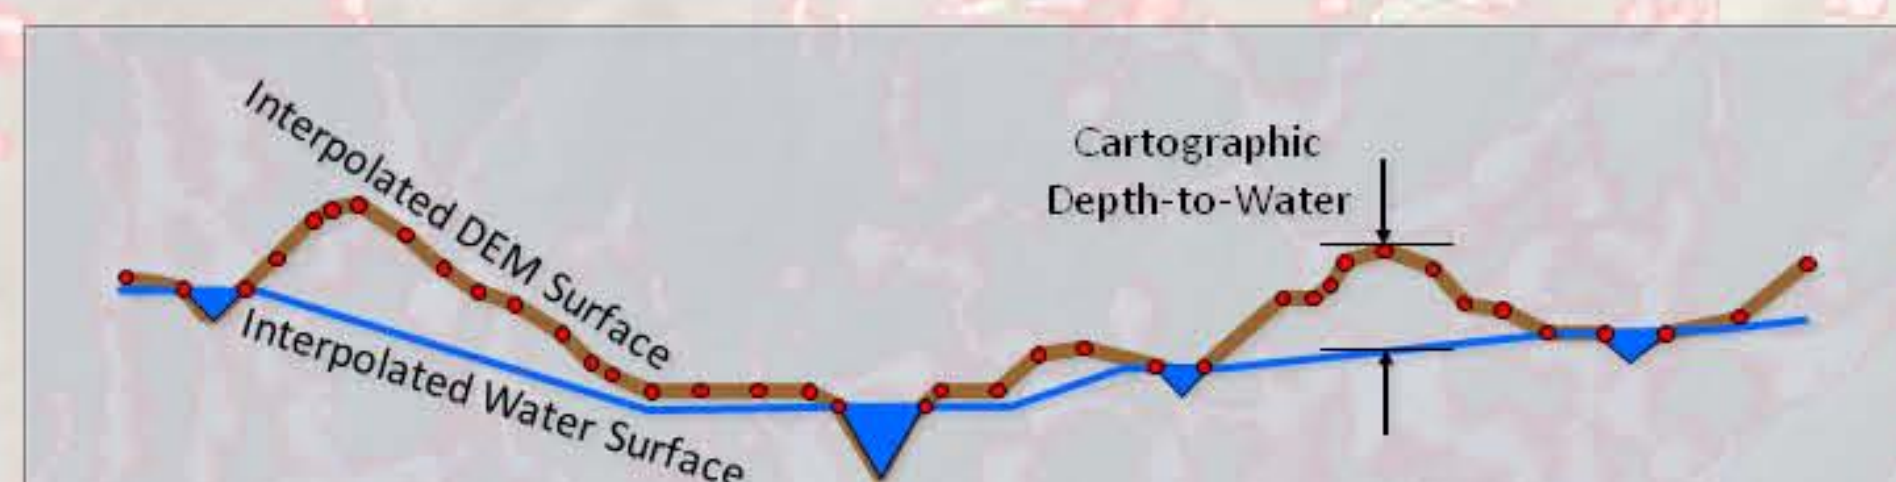 Interpolated DEM Surface
Interpolated Water Surface
Cartographic
Depth-to-Water